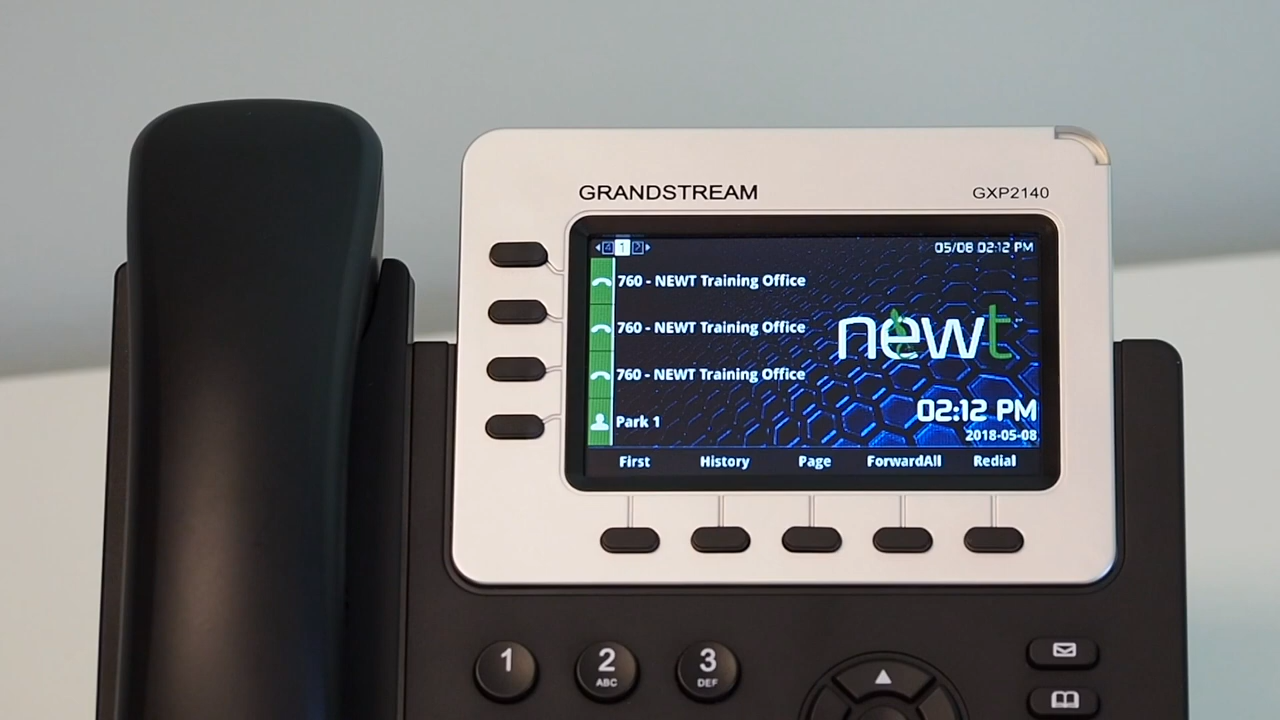 GRANDSTREAM
GXP2140
4 1 2
05/08 02:12 PM
760 - NEWT Training Office
760 - NEWT Training Office
760 - NEWT Training Office
Park 1
newt
02:12 PM
2018-05-08
First History Page ForwardAll Redial
1
2
ABC
3
DEF